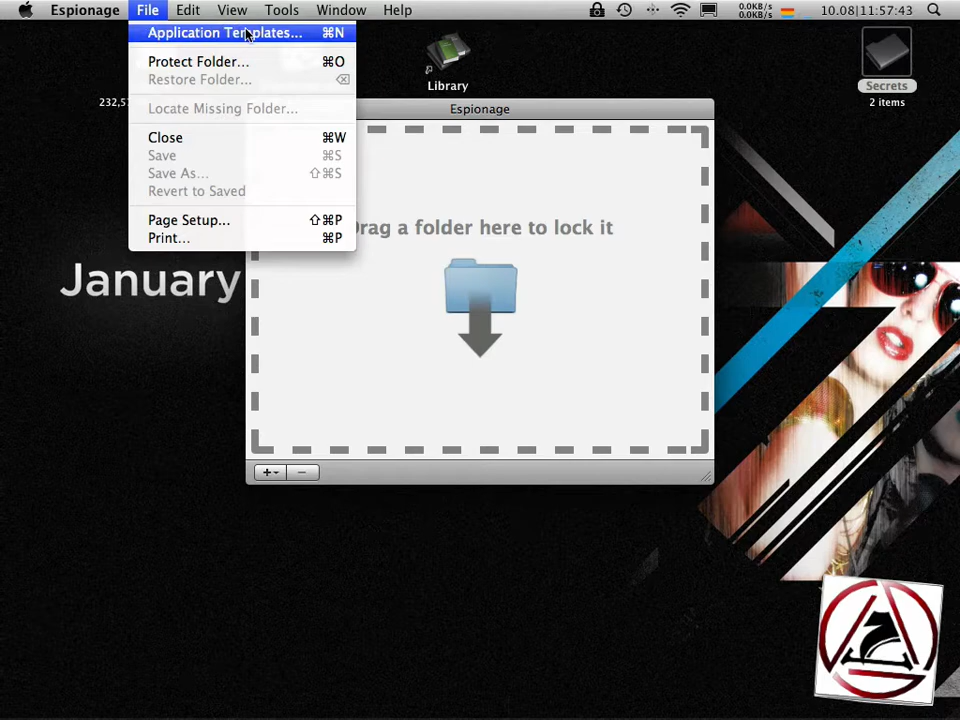 Espionage File Edit View Tools Window Help 0.0KB/s 0.0KB/s 10.08|11:57:43
Application Templates... ⌘N
Protect Folder... ⌘O
Restore Folder... ⌫
Locate Missing Folder...
Close ⌘W
Save ⌘S
Save As... ⇧⌘S
Revert to Saved
Page Setup... ⇧⌘P
Print... ⌘P
232,5
Library
Secrets
2 items
Espionage
Drag a folder here to lock it
January